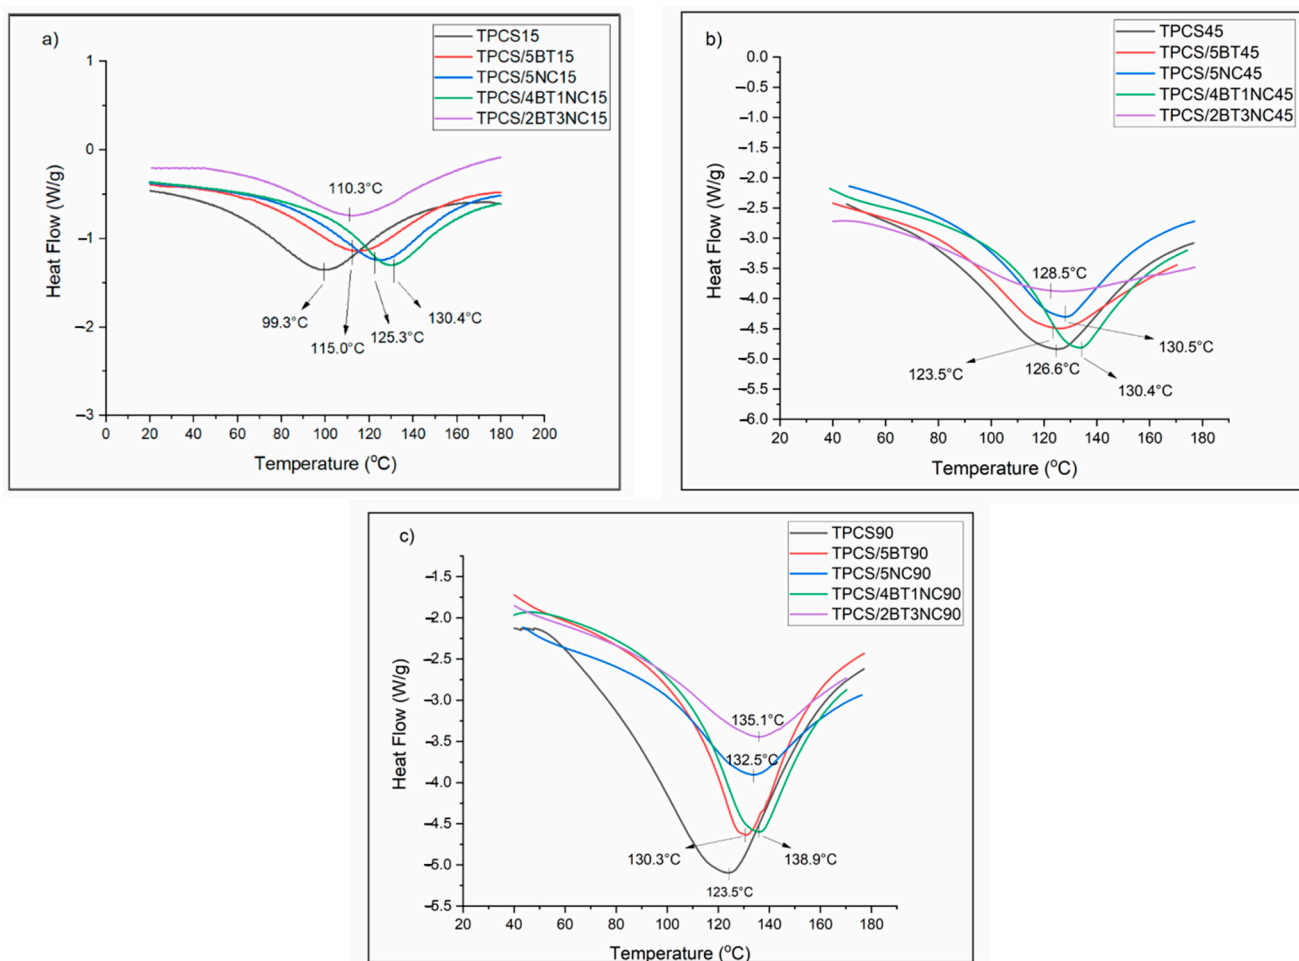 a)
TPCS15
TPCS/5BT15
TPCS/5NC15
TPCS/4BT1NC15
TPCS/2BT3NC15
1
0
–1
–2
–3
Heat Flow (W/g)
110.3°C
99.3°C
115.0°C
125.3°C
130.4°C
0 20 40 60 80 100 120 140 160 180 200
Temperature (°C)
b)
TPCS45
TPCS/5BT45
TPCS/5NC45
TPCS/4BT1NC45
TPCS/2BT3NC45
0.0
–0.5
–1.0
–1.5
–2.0
–2.5
–3.0
–3.5
–4.0
–4.5
–5.0
–5.5
–6.0
Heat Flow (W/g)
128.5°C
130.5°C
123.5°C
126.6°C
130.4°C
20 40 60 80 100 120 140 160 180
Temperature (°C)
c)
TPCS90
TPCS/5BT90
TPCS/5NC90
TPCS/4BT1NC90
TPCS/2BT3NC90
–1.5
–2.0
–2.5
–3.0
–3.5
–4.0
–4.5
–5.0
–5.5
Heat Flow (W/g)
135.1°C
132.5°C
130.3°C
138.9°C
123.5°C
20 40 60 80 100 120 140 160 180
Temperature (°C)